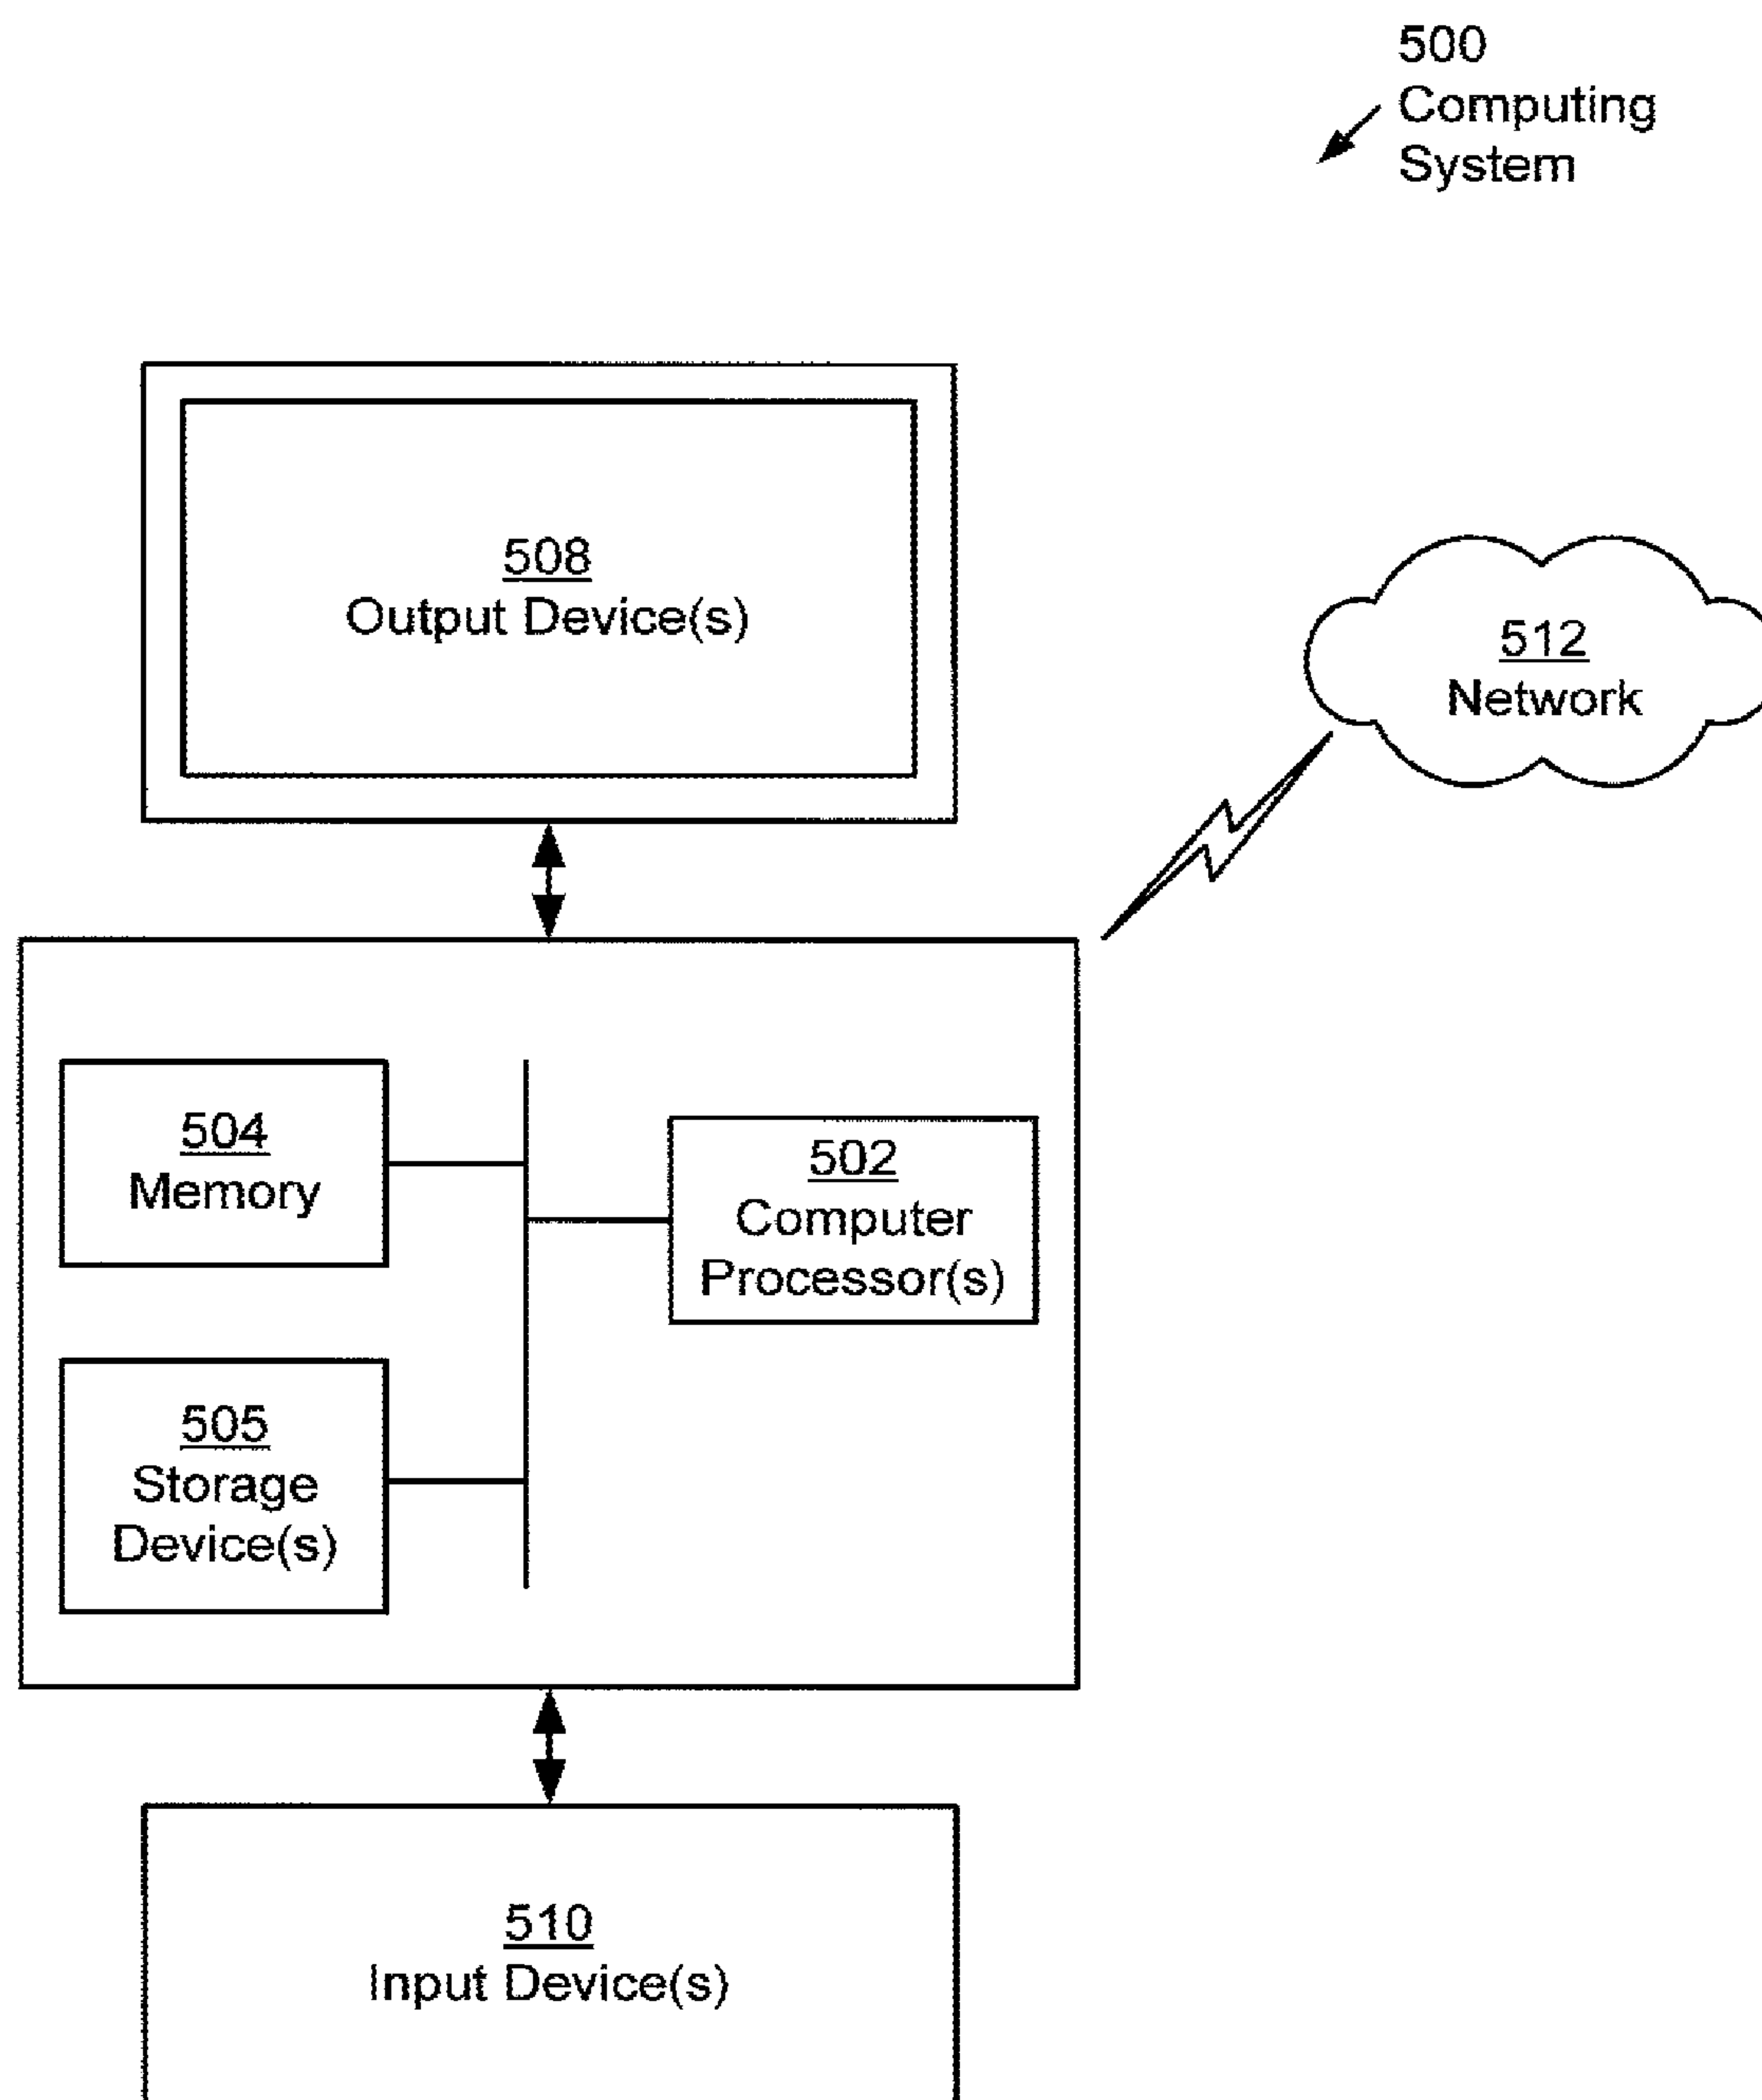 500
Computing
System
508
Output Device(s)
512
Network
504
Memory
502
Computer
Processor(s)
505
Storage
Device(s)
510
Input Device(s)